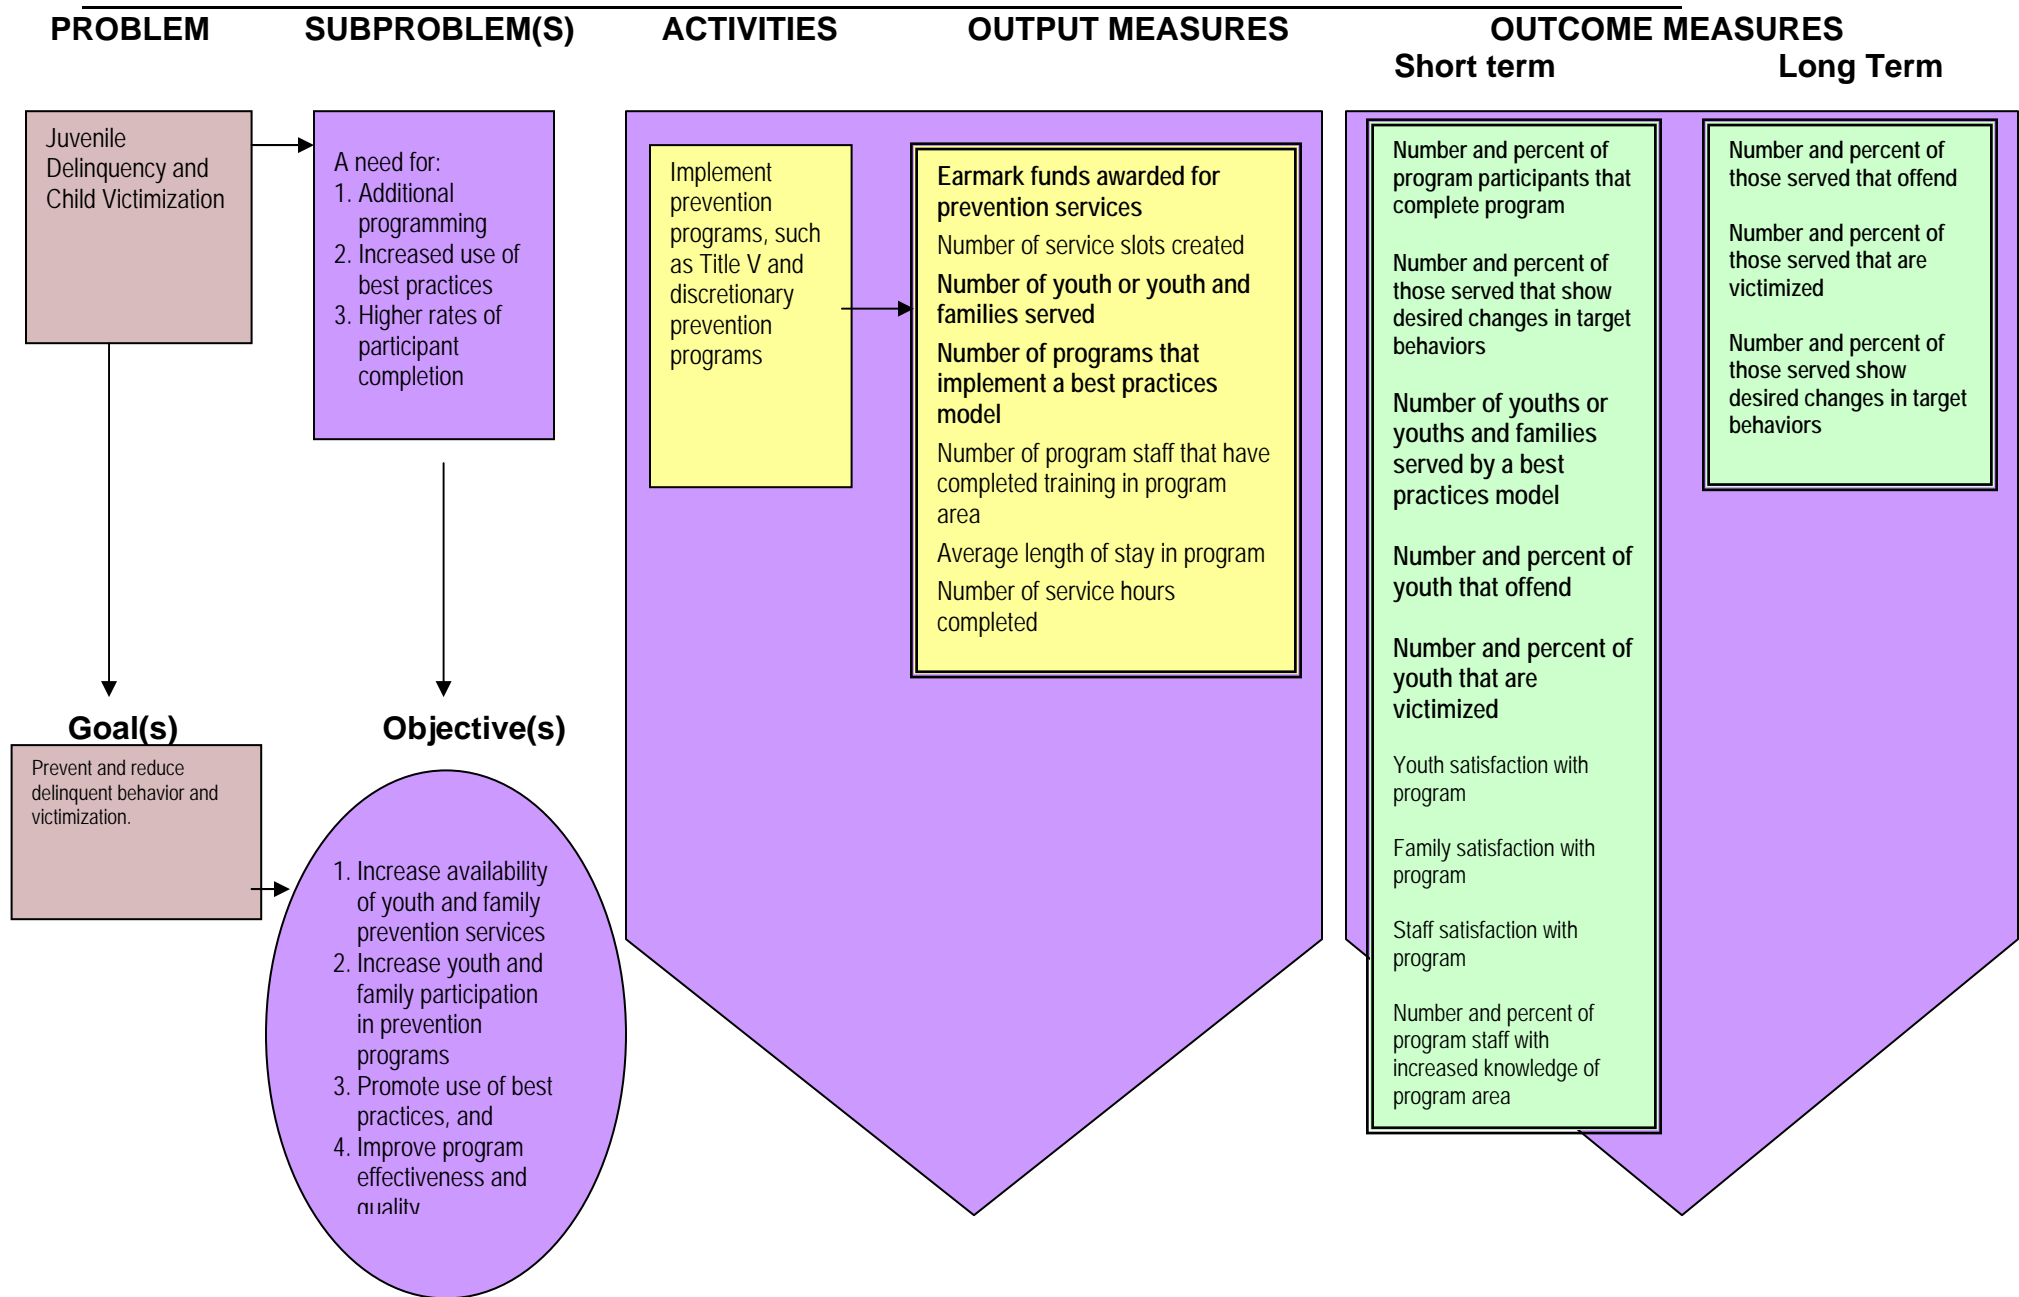 PROBLEM
SUBPROBLEM(S)
ACTIVITIES
OUTPUT MEASURES
OUTCOME MEASURES
Short term
Long Term
Juvenile
Delinquency and
Child Victimization
A need for:
1. Additional
programming
2. Increased use of
best practices
3. Higher rates of
participant
completion
Implement
prevention
programs, such
as Title V and
discretionary
prevention
programs
Earmark funds awarded for
prevention services
Number of service slots created
Number of youth or youth and
families served
Number of programs that
implement a best practices
model
Number of program staff that have
completed training in program
area
Average length of stay in program
Number of service hours
completed
Number and percent of
program participants that
complete program
Number and percent of
those served that show
desired changes in target
behaviors
Number of youths or
youths and families
served by a best
practices model
Number and percent of
youth that offend
Number and percent of
youth that are
victimized
Youth satisfaction with
program
Family satisfaction with
program
Staff satisfaction with
program
Number and percent of
program staff with
increased knowledge of
program area
Number and percent of
those served that offend
Number and percent of
those served that are
victimized
Number and percent of
those served show
desired changes in target
behaviors
Goal(s)
Prevent and reduce
delinquent behavior and
victimization.
Objective(s)
1. Increase availability
of youth and family
prevention services
2. Increase youth and
family participation
in prevention
programs
3. Promote use of best
practices, and
4. Improve program
effectiveness and
quality